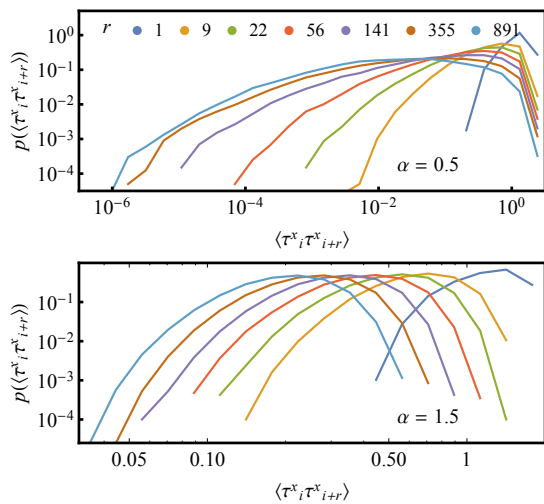 r 1 9 22 56 141 355 891
p(⟨τ^x_i τ^x_{i+r}⟩)
10^0
10^-1
10^-2
10^-3
10^-4
α = 0.5
10^-6 10^-4 10^-2 10^0
⟨τ^x_i τ^x_{i+r}⟩
p(⟨τ^x_i τ^x_{i+r}⟩)
10^-1
10^-2
10^-3
10^-4
α = 1.5
0.05 0.10 0.50 1
⟨τ^x_i τ^x_{i+r}⟩